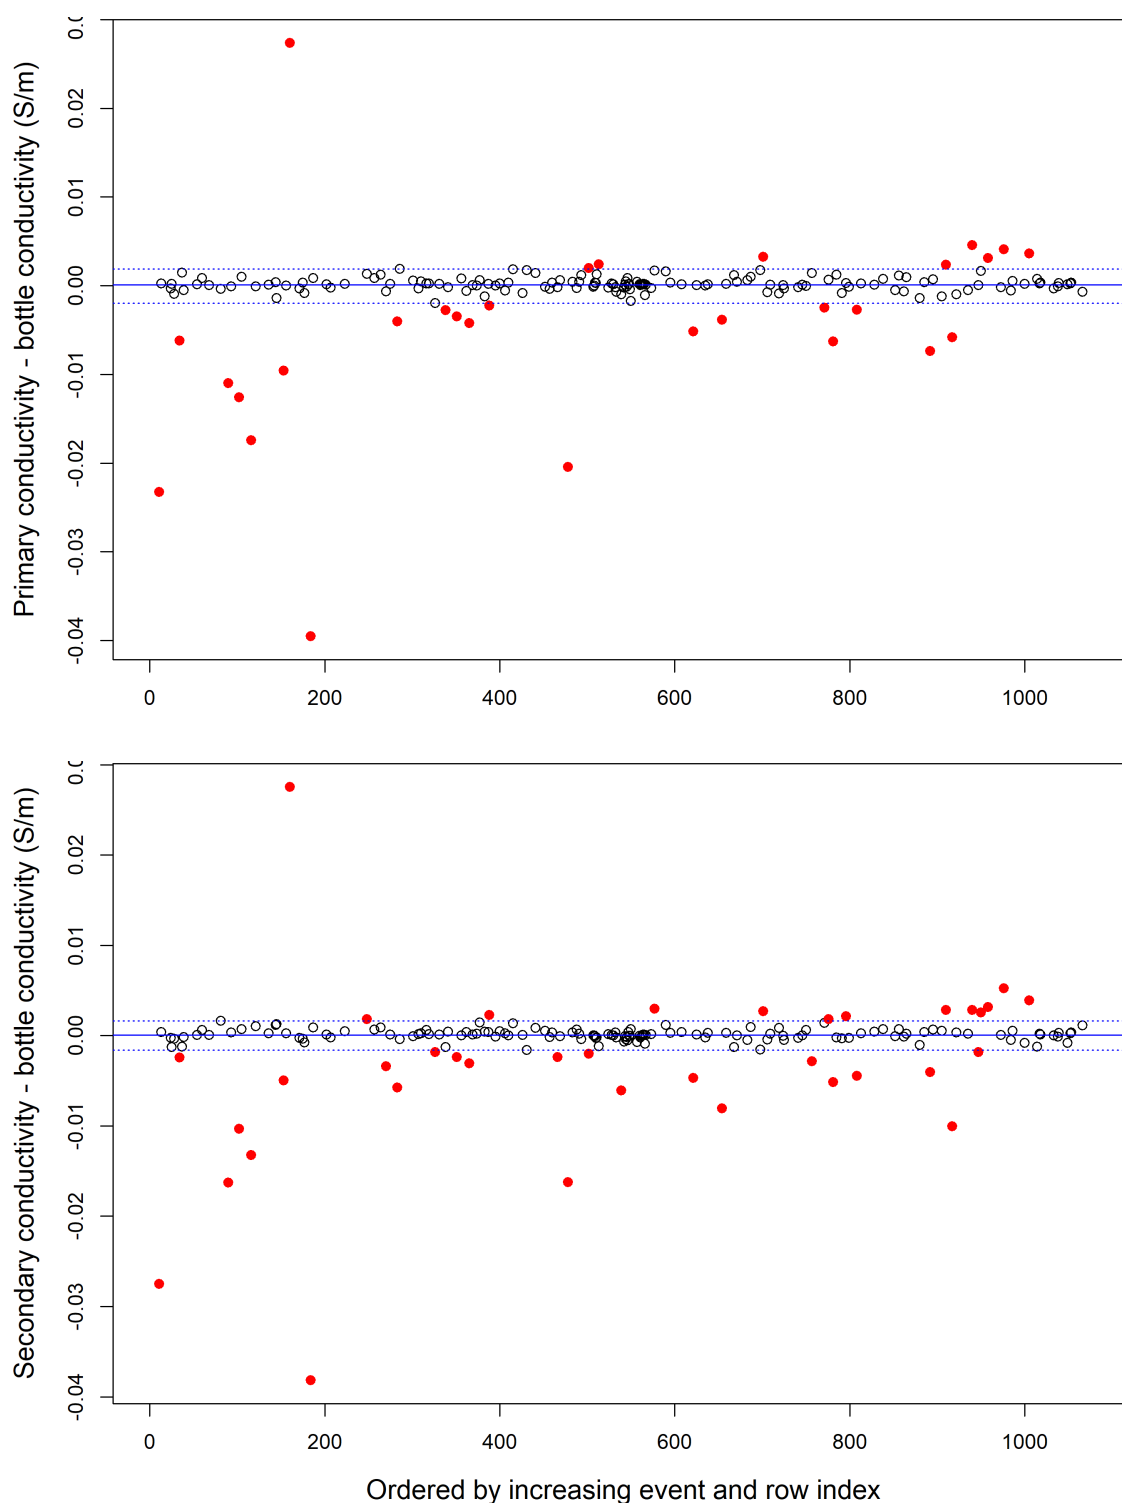 Primary conductivity - bottle conductivity (S/m)
0.02
0.01
0.00
-0.01
-0.02
-0.03
-0.04
0 200 400 600 800 1000
Secondary conductivity - bottle conductivity (S/m)
0.02
0.01
0.00
-0.01
-0.02
-0.03
-0.04
0 200 400 600 800 1000
Ordered by increasing event and row index